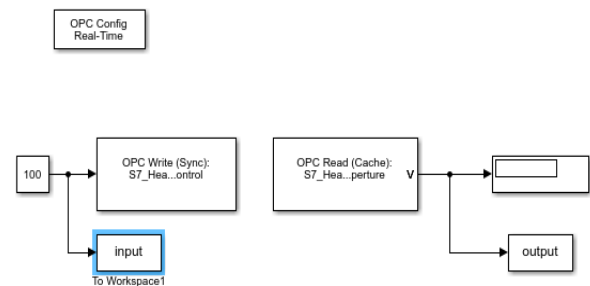 OPC Config
Real-Time
100
OPC Write (Sync):
S7_Hea...ontrol
OPC Read (Cache):
S7_Hea...perture
V
input
To Workspace1
output